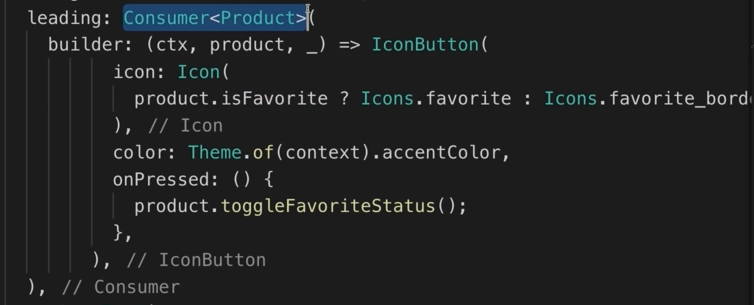 leading: Consumer<Product>(
builder: (ctx, product, _) => IconButton(
icon: Icon(
product.isFavorite ? Icons.favorite : Icons.favorite_bord
), // Icon
color: Theme.of(context).accentColor,
onPressed: () {
product.toggleFavoriteStatus();
},
), // IconButton
), // Consumer